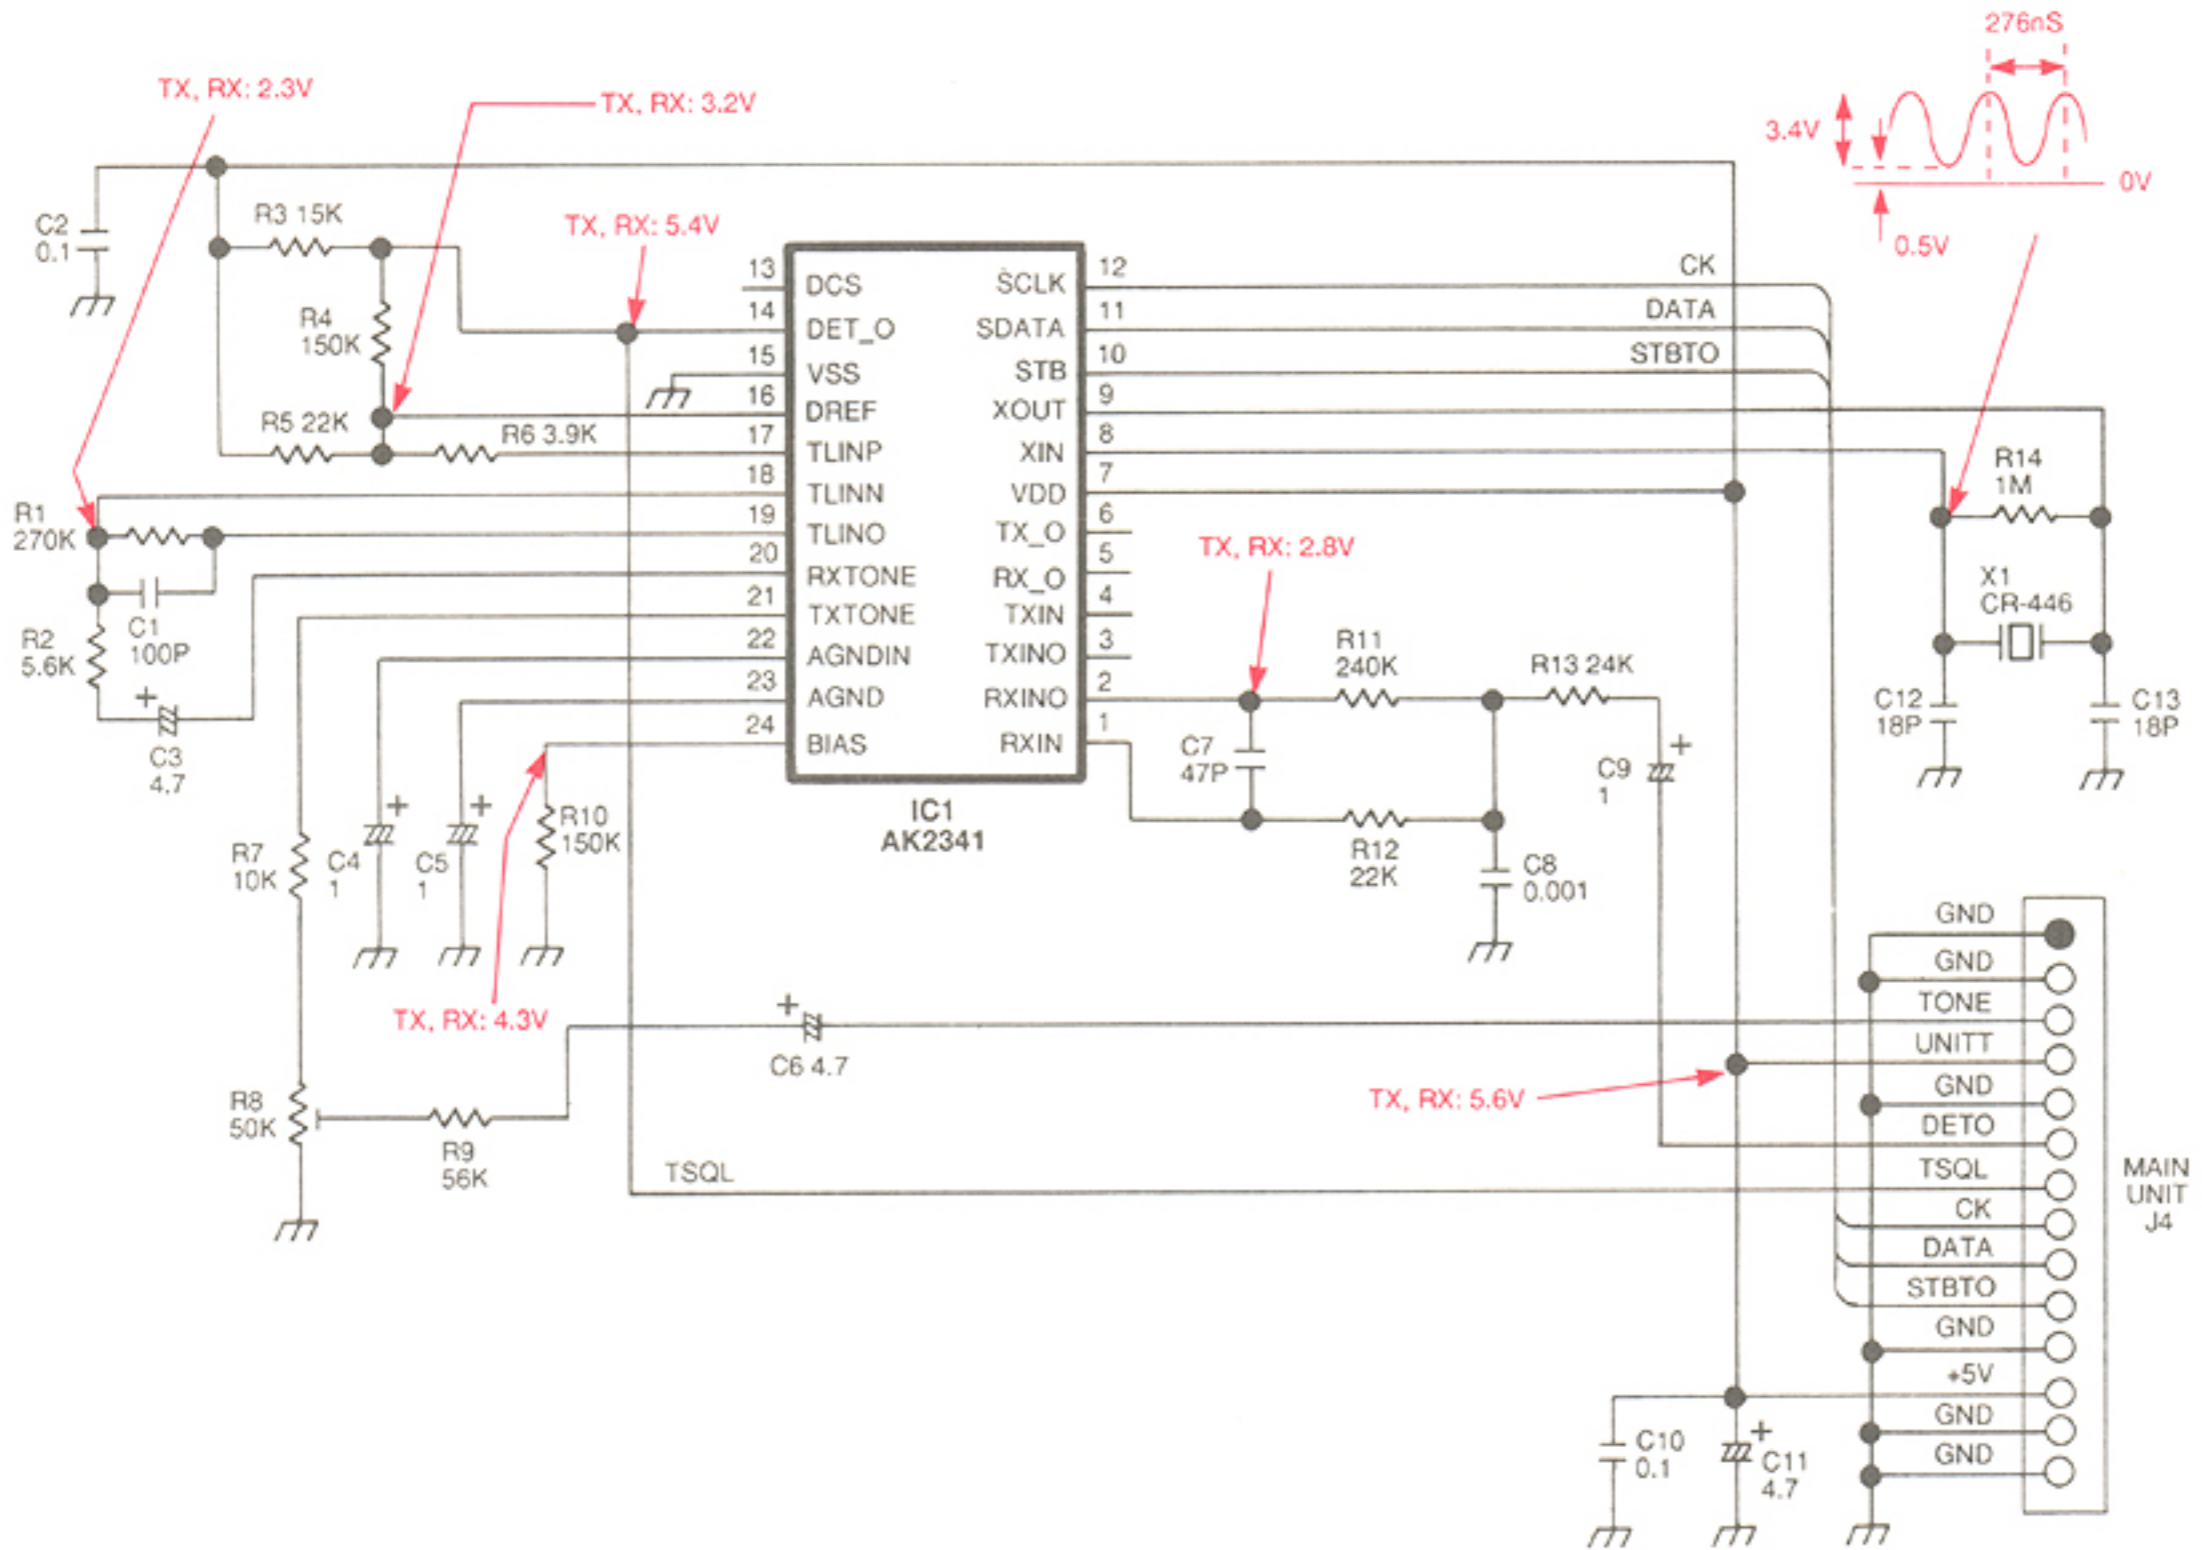 276nS
3.4V
0V
0.5V
TX, RX: 2.3V
TX, RX: 3.2V
TX, RX: 5.4V
C2
0.1
R3 15K
R4
150K
R5 22K
R6 3.9K
R1
270K
C1
100P
R2
5.6K
+
C3
4.7
13
14
15
16
17
18
19
20
21
22
23
24
DCS
DET_O
VSS
DREF
TLINP
TLINN
TLINO
RXTONE
TXTONE
AGNDIN
AGND
BIAS
SCLK
SDATA
STB
XOUT
XIN
VDD
TX_O
RX_O
TXIN
TXINO
RXINO
RXIN
12
11
10
9
8
7
6
5
4
3
2
1
IC1
AK2341
CK
DATA
STBTO
R14
1M
X1
CR-446
C12
18P
C13
18P
TX, RX: 2.8V
R11
240K
R13 24K
C7
47P
R12
22K
C8
0.001
+
C9
1
R7
10K
+
C4
1
+
C5
1
R10
150K
TX, RX: 4.3V
+
C6 4.7
R8
50K
R9
56K
TSQL
TX, RX: 5.6V
GND
GND
TONE
UNITT
GND
DETO
TSQL
CK
DATA
STBTO
GND
+5V
GND
GND
MAIN
UNIT
J4
C10
0.1
+
C11
4.7